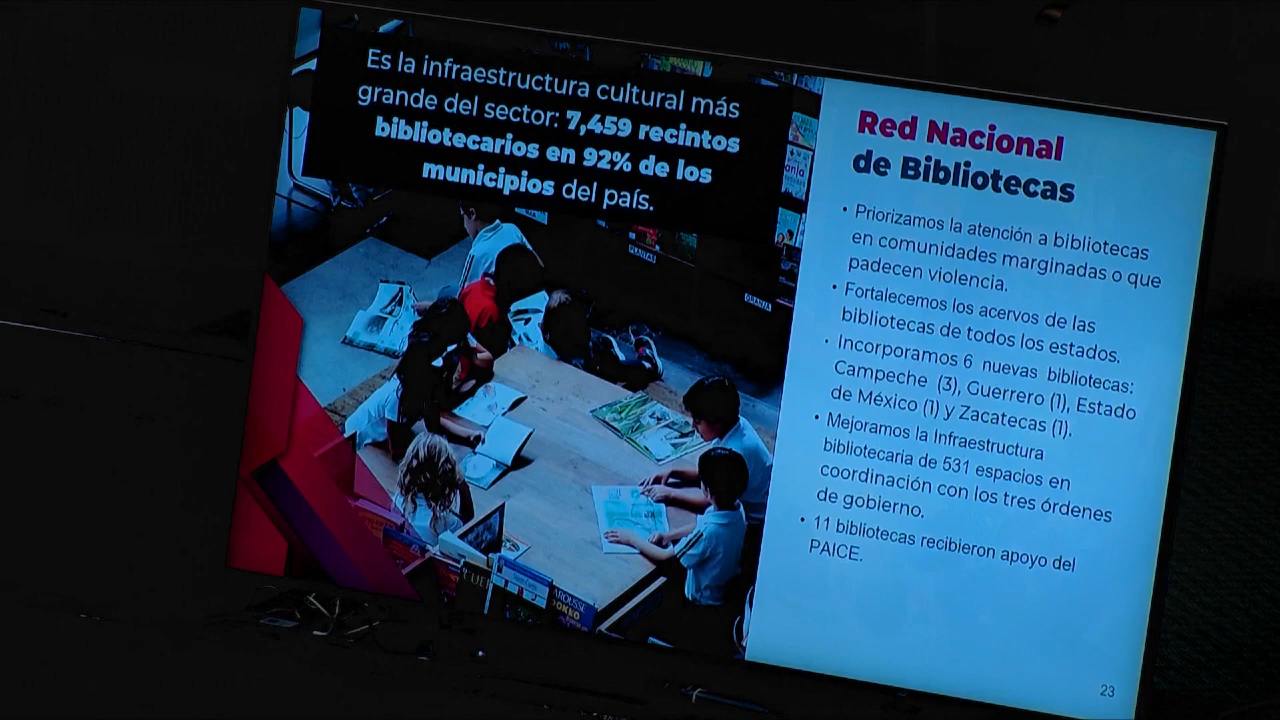 Es la infraestructura cultural más
grande del sector: 7,459 recintos
bibliotecarios en 92% de los
municipios del país.
Red Nacional
de Bibliotecas
• Priorizamos la atención a bibliotecas
en comunidades marginadas o que
padecen violencia.
• Fortalecemos los acervos de las
bibliotecas de todos los estados.
• Incorporamos 6 nuevas bibliotecas:
Campeche (3), Guerrero (1), Estado
de México (1) y Zacatecas (1).
• Mejoramos la Infraestructura
bibliotecaria de 531 espacios en
coordinación con los tres órdenes
de gobierno.
• 11 bibliotecas recibieron apoyo del
PAICE.
23
PLANTAS
GRANJA